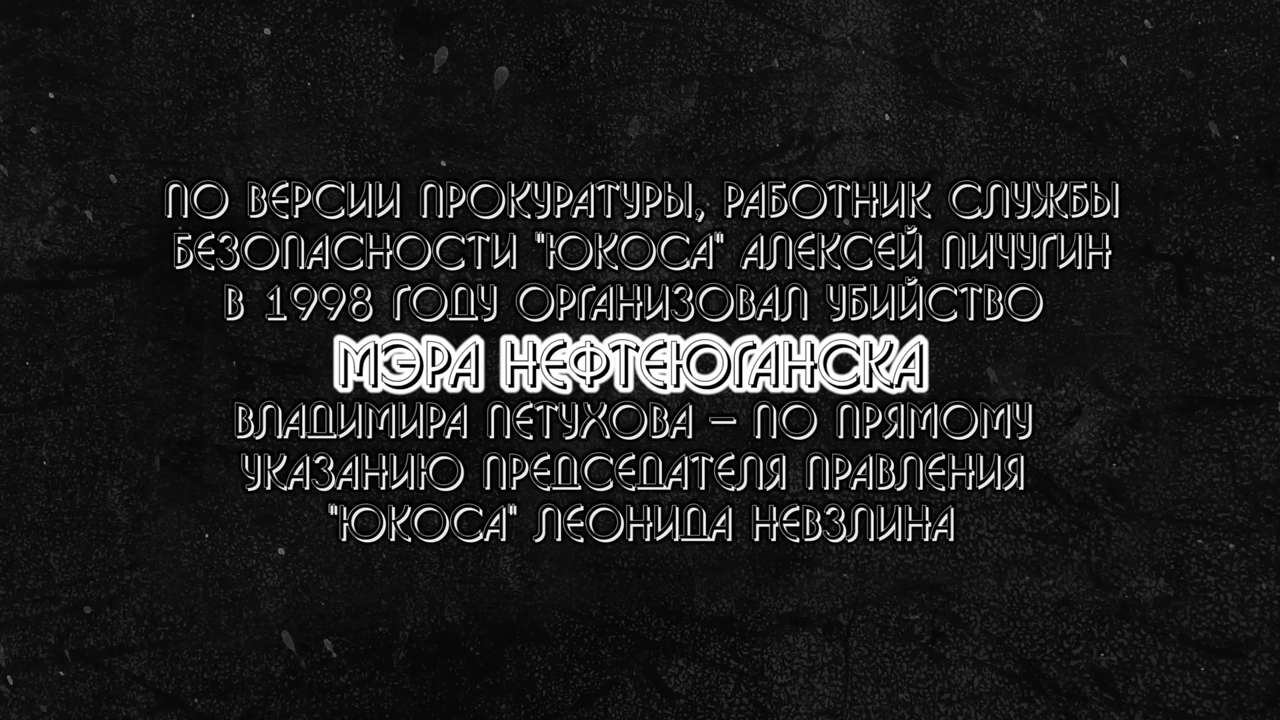 ПО ВЕРСИИ ПРОКУРАТУРЫ, РАБОТНИК СЛУЖБЫ
БЕЗОПАСНОСТИ "ЮКОСА" АЛЕКСЕЙ ПИЧУГИН
В 1998 ГОДУ ОРГАНИЗОВАЛ УБИЙСТВО
МЭРА НЕФТЕЮГАНСКА
ВЛАДИМИРА ПЕТУХОВА – ПО ПРЯМОМУ
УКАЗАНИЮ ПРЕДСЕДАТЕЛЯ ПРАВЛЕНИЯ
"ЮКОСА" ЛЕОНИДА НЕВЗЛИНА